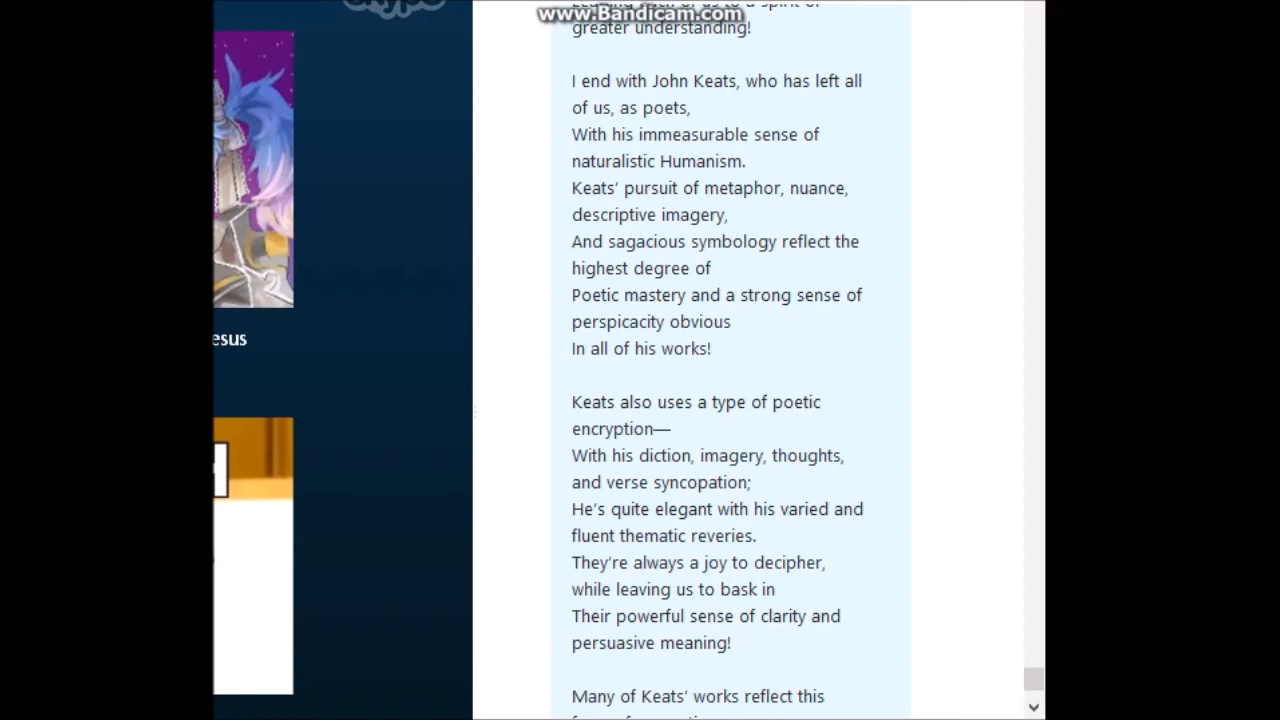 www.Bandicam.com
greater understanding!
I end with John Keats, who has left all
of us, as poets,
With his immeasurable sense of
naturalistic Humanism.
Keats' pursuit of metaphor, nuance,
descriptive imagery,
And sagacious symbology reflect the
highest degree of
Poetic mastery and a strong sense of
perspicacity obvious
In all of his works!
Keats also uses a type of poetic
encryption—
With his diction, imagery, thoughts,
and verse syncopation;
He's quite elegant with his varied and
fluent thematic reveries.
They're always a joy to decipher,
while leaving us to bask in
Their powerful sense of clarity and
persuasive meaning!
Many of Keats' works reflect this
esus